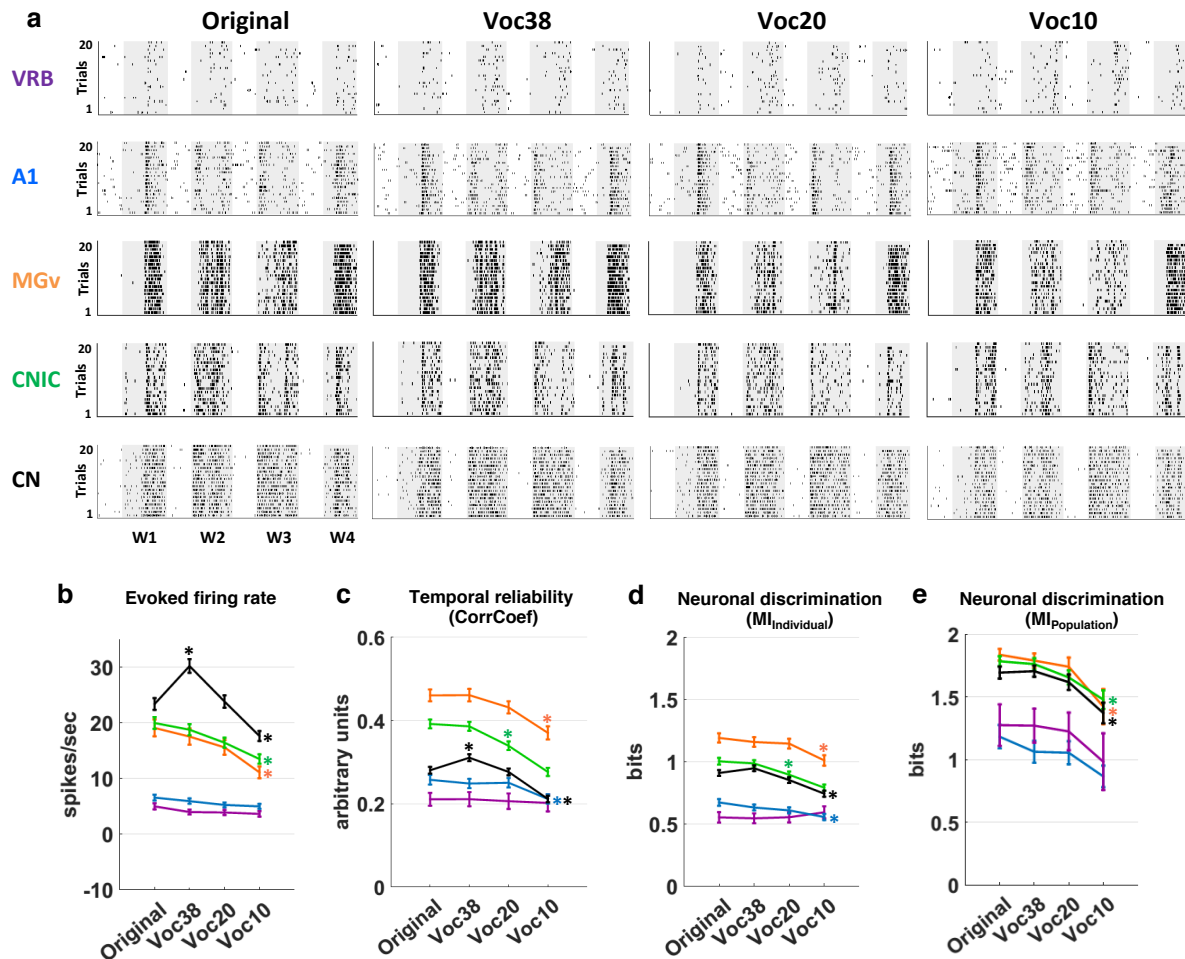 a
Original Voc38 Voc20 Voc10
VRB Trials 20 1
A1 Trials 20 1
MGv Trials 20 1
CNIC Trials 20 1
CN Trials 20 1
W1 W2 W3 W4
b Evoked firing rate
spikes/sec
30
20
10
0
-10
* * * *
Original Voc38 Voc20 Voc10
c Temporal reliability
(CorrCoef)
arbitrary units
0.6
0.4
0.2
0
* * * * *
Original Voc38 Voc20 Voc10
d Neuronal discrimination
(MIIndividual)
bits
2
1.5
1
0.5
0
* * * *
Original Voc38 Voc20 Voc10
e Neuronal discrimination
(MIPopulation)
bits
2
1.5
1
0.5
0
* * *
Original Voc38 Voc20 Voc10